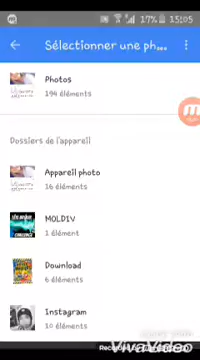 17% 15:05
Sélectionner une ph...
Photos
194 éléments
Dossiers de l'appareil
Appareil photo
16 éléments
MOLDIV
1 élément
Download
6 éléments
Instagram
10 éléments
VivaVideo